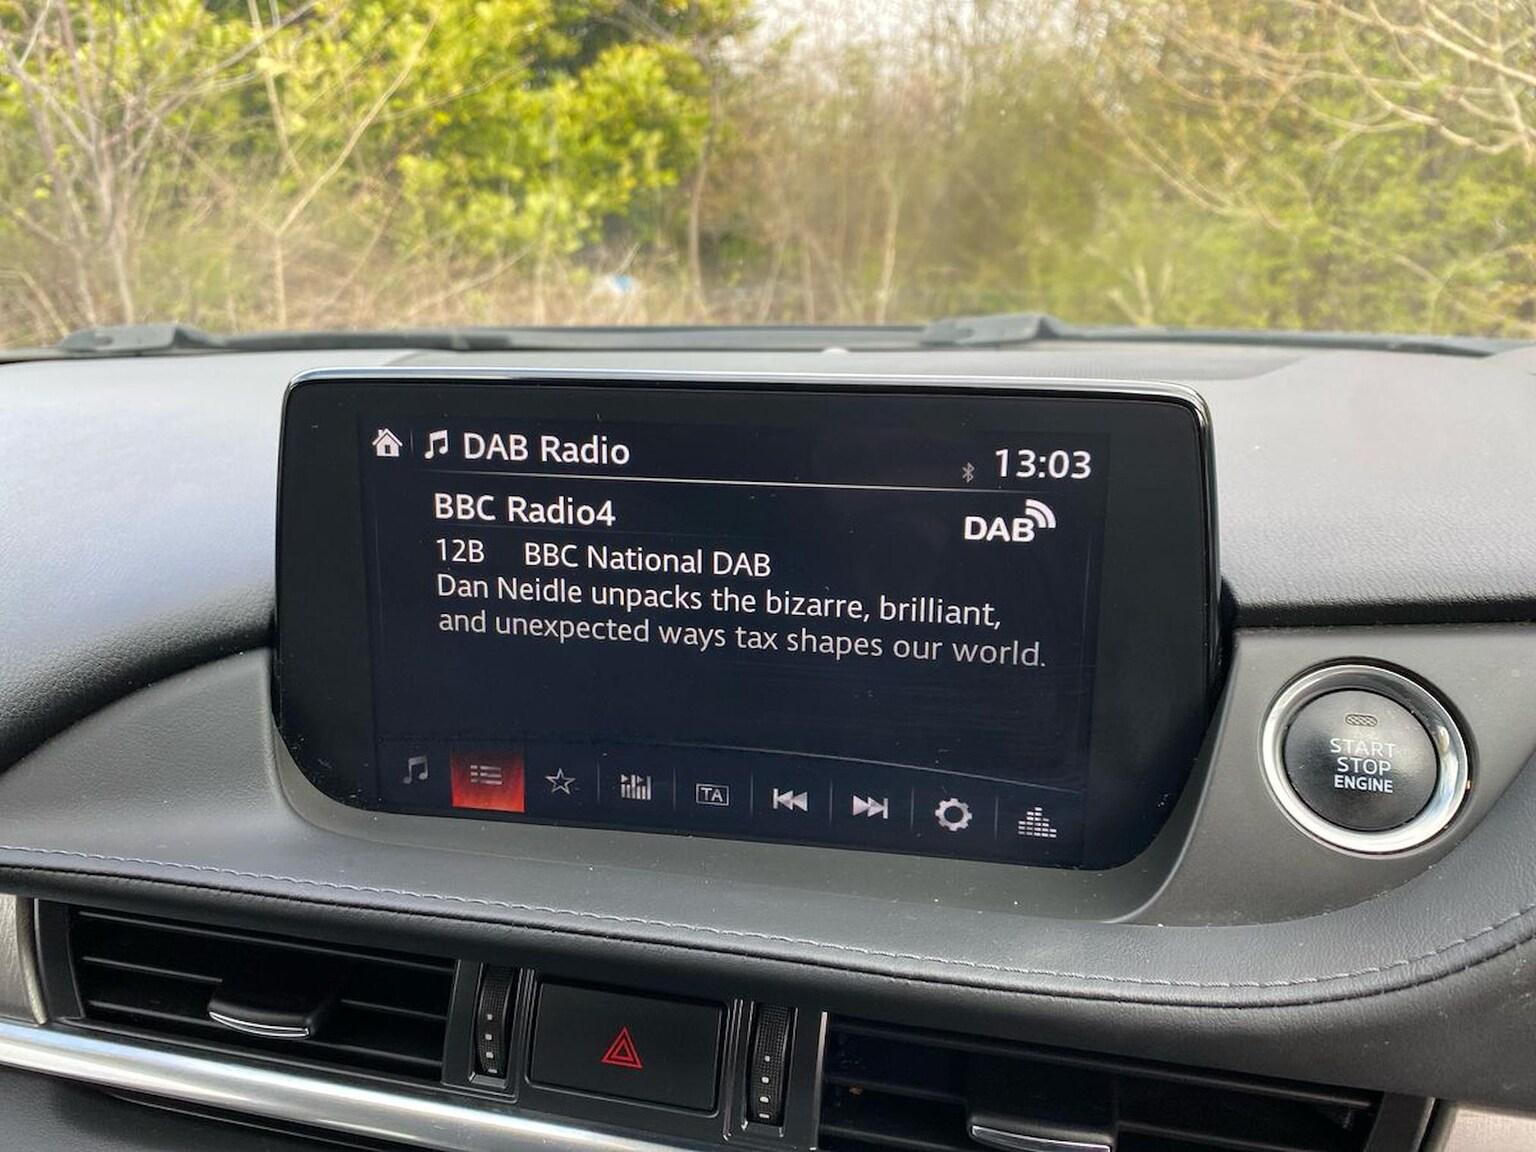 DAB Radio
13:03
BBC Radio4
DAB
12B BBC National DAB
Dan Neidle unpacks the bizarre, brilliant,
and unexpected ways tax shapes our world.
TA
START
STOP
ENGINE